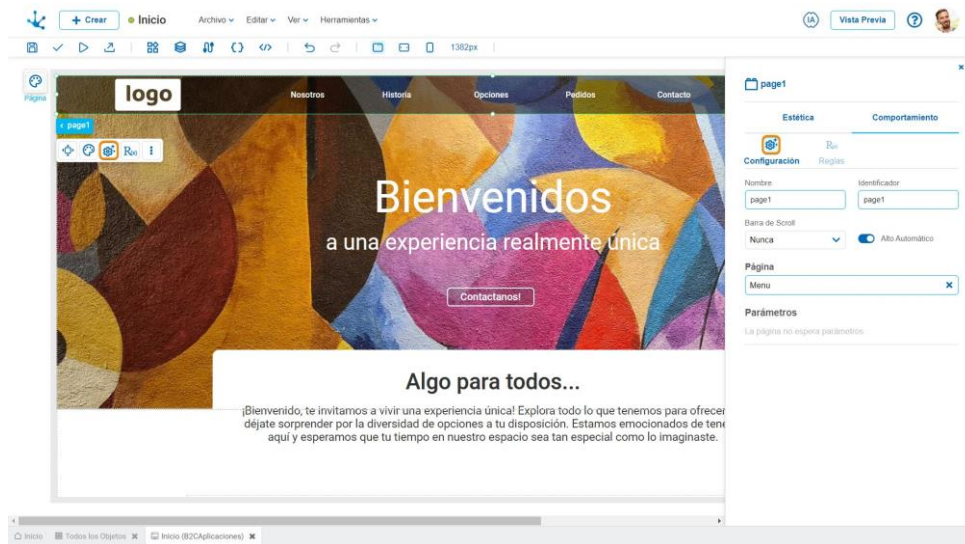 + Crear
Inicio
Archivo
Editar
Ver
Herramientas
IA
Vista Previa
?
1382px
Página
logo
Nosotros
Historia
Opciones
Pedidos
Contacto
‹ page1
R(x)
Bienvenidos
a una experiencia realmente única
Contactanos!
Algo para todos...
¡Bienvenido, te invitamos a vivir una experiencia única! Explora todo lo que tenemos para ofrecer
déjate sorprender por la diversidad de opciones a tu disposición. Estamos emocionados de
aquí y esperamos que tu tiempo en nuestro espacio sea tan especial como lo imaginaste.
page1
Estética
Comportamiento
Configuración
R(x)
Reglas
Nombre
Identificador
page1
page1
Barra de Scroll
Nunca
Alto Automático
Página
Menu
Parámetros
La página no espera parámetros.
Inicio
Todos los Objetos
Inicio (B2CAplicaciones)